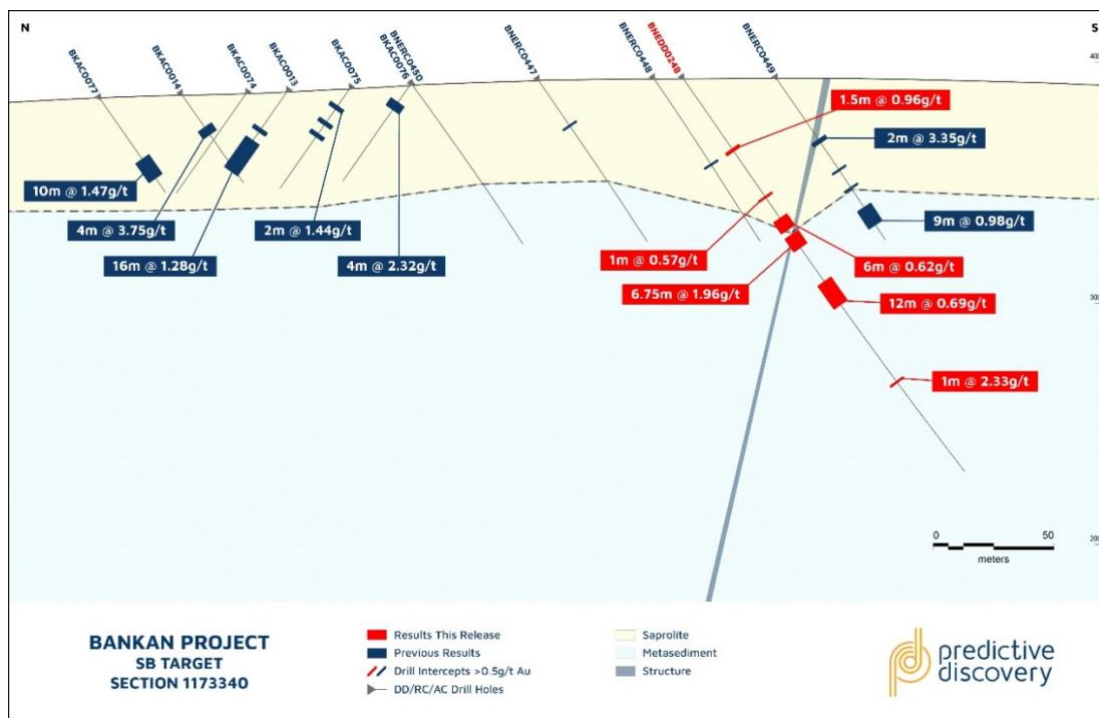 N
S
BKAC0077
BKAC0014
BKAC0074
BKAC0013
BKAC0075
BKAC0076
BNERC0450
BNERC0447
BNERC0448
BNEDD0248
BNERC0449
400
1.5m @ 0.96g/t
2m @ 3.35g/t
10m @ 1.47g/t
4m @ 3.75g/t
16m @ 1.28g/t
2m @ 1.44g/t
4m @ 2.32g/t
9m @ 0.98g/t
1m @ 0.57g/t
6m @ 0.62g/t
6.75m @ 1.96g/t
12m @ 0.69g/t
300
1m @ 2.33g/t
0 50
meters
200
BANKAN PROJECT
SB TARGET
SECTION 1173340
Results This Release
Previous Results
Drill Intercepts >0.5g/t Au
DD/RC/AC Drill Holes
Saprolite
Metasediment
Structure
predictive
discovery